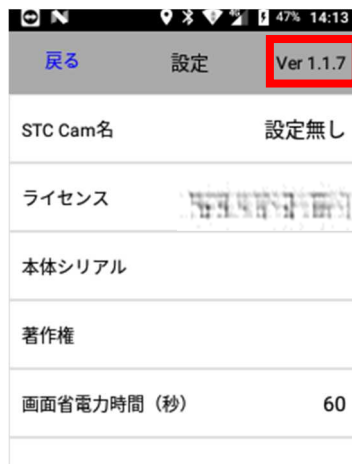 47% 14:13
戻る 設定 Ver 1.1.7
STC Cam名 設定無し
ライセンス
本体シリアル
著作権
画面省電力時間（秒） 60